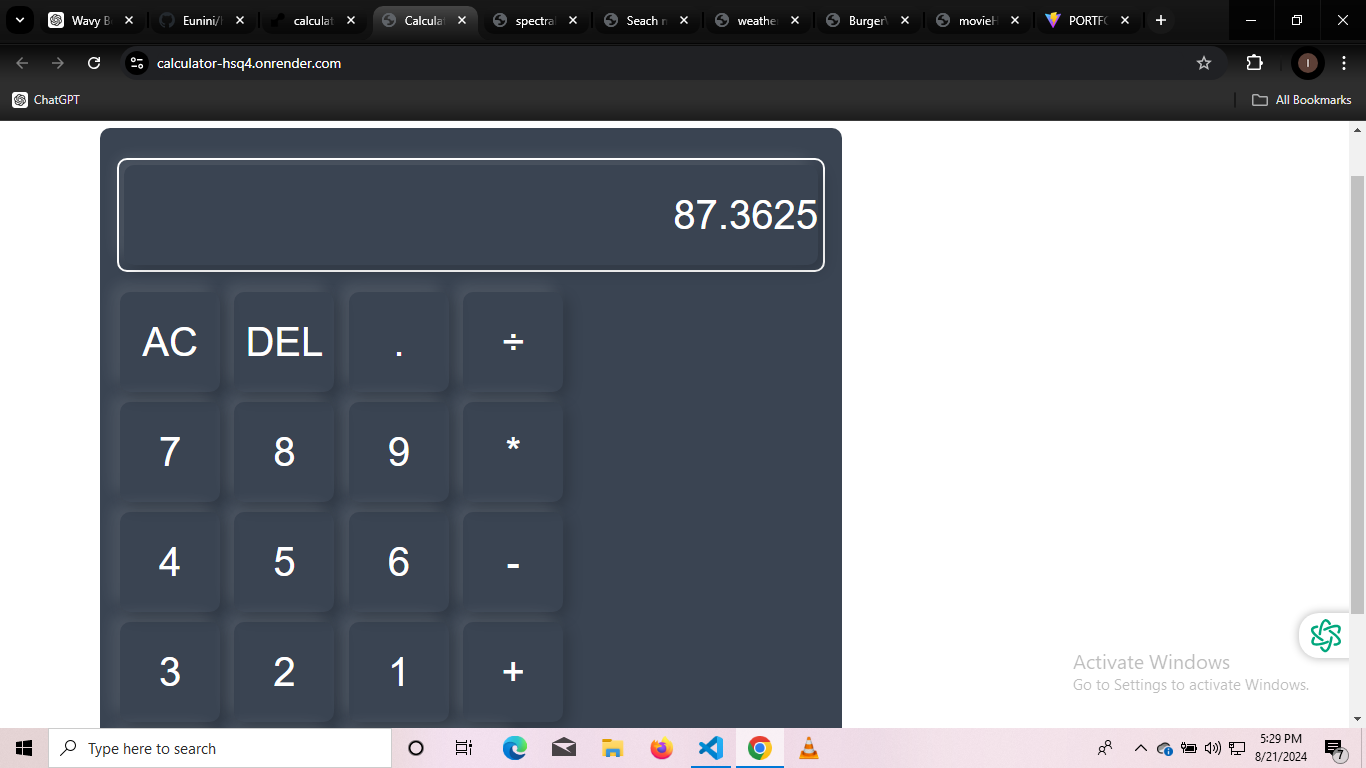 Wavy B
Eunini/
calculat
Calcula
spectral
Seach n
weathe
Burger
movieH
PORTFO
calculator-hsq4.onrender.com
I
ChatGPT
All Bookmarks
87.3625
AC DEL . ÷
7 8 9 *
4 5 6 -
3 2 1 +
Activate Windows
Go to Settings to activate Windows.
Type here to search
5:29 PM
8/21/2024
7